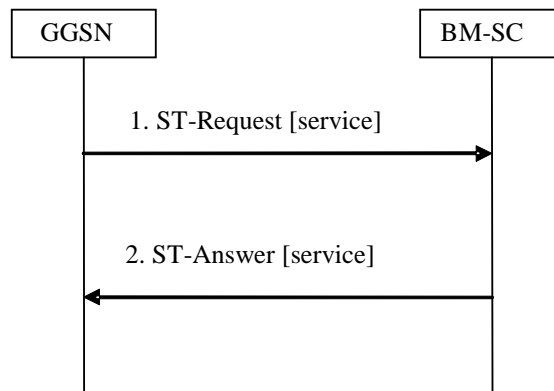 GGSN
BM-SC
1. ST-Request [service]
2. ST-Answer [service]